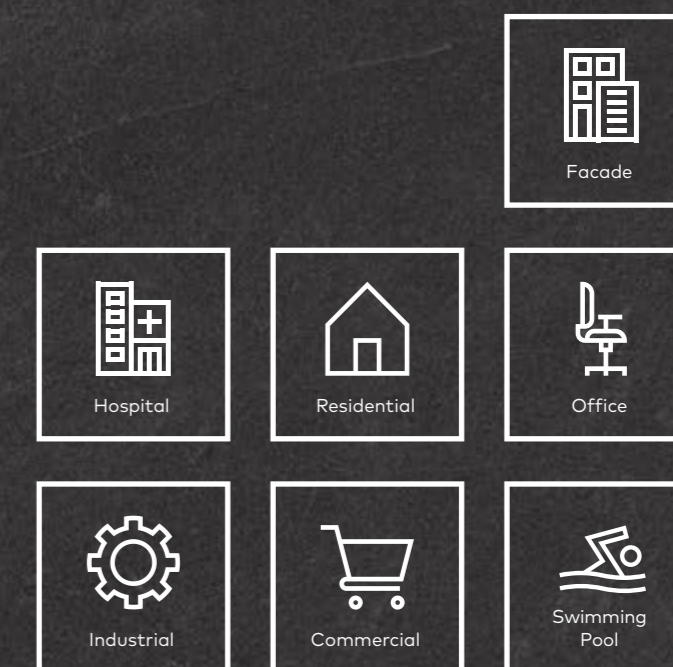 Facade
Hospital
Residential
Office
Industrial
Commercial
Swimming
Pool